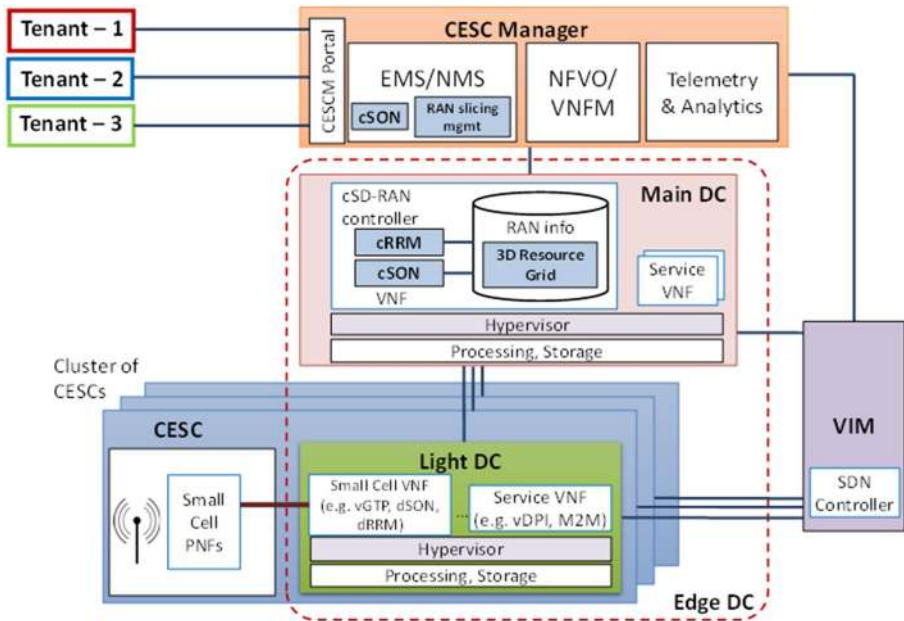 Tenant – 1
Tenant – 2
Tenant – 3
CESC Manager
CESCM Portal
EMS/NMS
cSON
RAN slicing
mgmt
NFVO/
VNFM
Telemetry
& Analytics
Main DC
cSD-RAN
controller
cRRM
cSON
VNF
RAN info
3D Resource
Grid
Service
VNF
Hypervisor
Processing, Storage
Cluster of
CESCs
CESC
Small
Cell
PNFs
Light DC
Small Cell VNF
(e.g. vGTP, dSON,
dRRM)
...
Service VNF
(e.g. vDPI, M2M)
Hypervisor
Processing, Storage
Edge DC
VIM
SDN
Controller